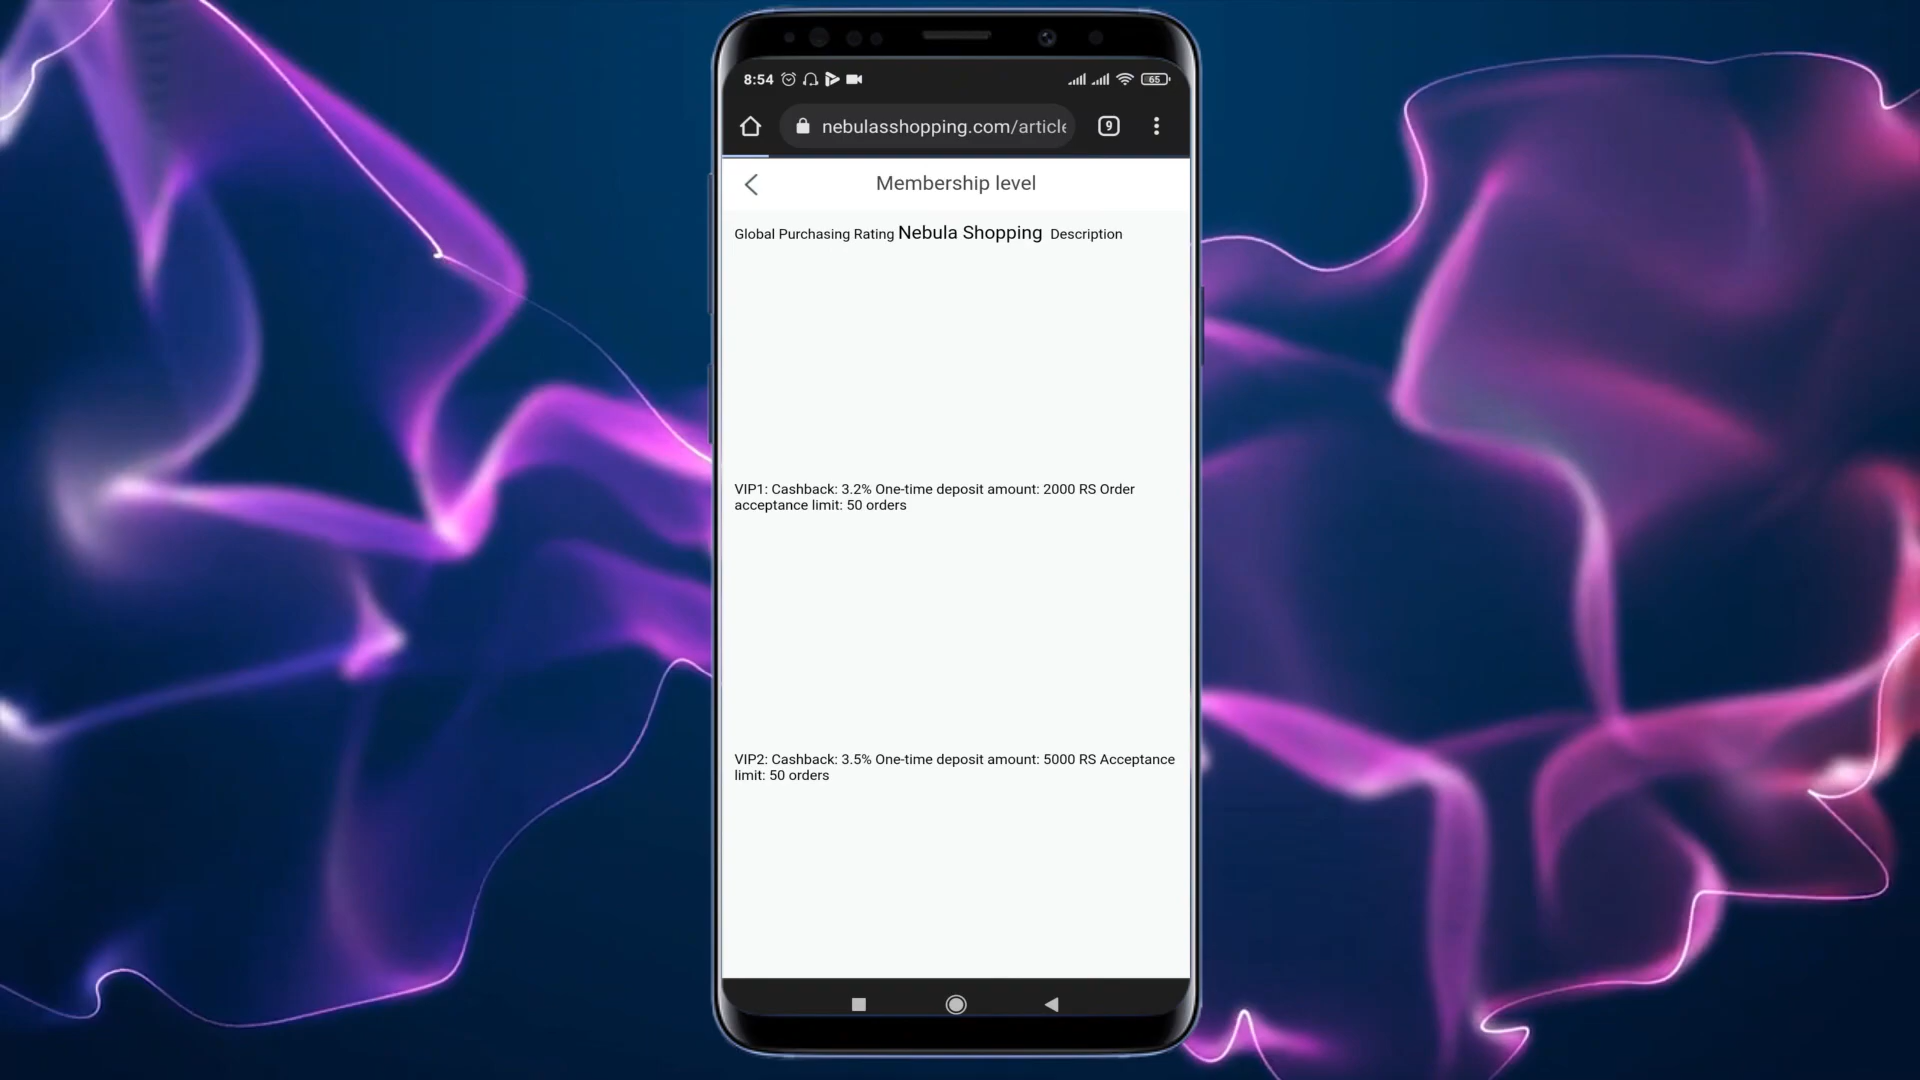 8:54
65
nebulasshopping.com/article
9
Membership level
Global Purchasing Rating Nebula Shopping Description
VIP1: Cashback: 3.2% One-time deposit amount: 2000 RS Order
acceptance limit: 50 orders
VIP2: Cashback: 3.5% One-time deposit amount: 5000 RS Acceptance
limit: 50 orders